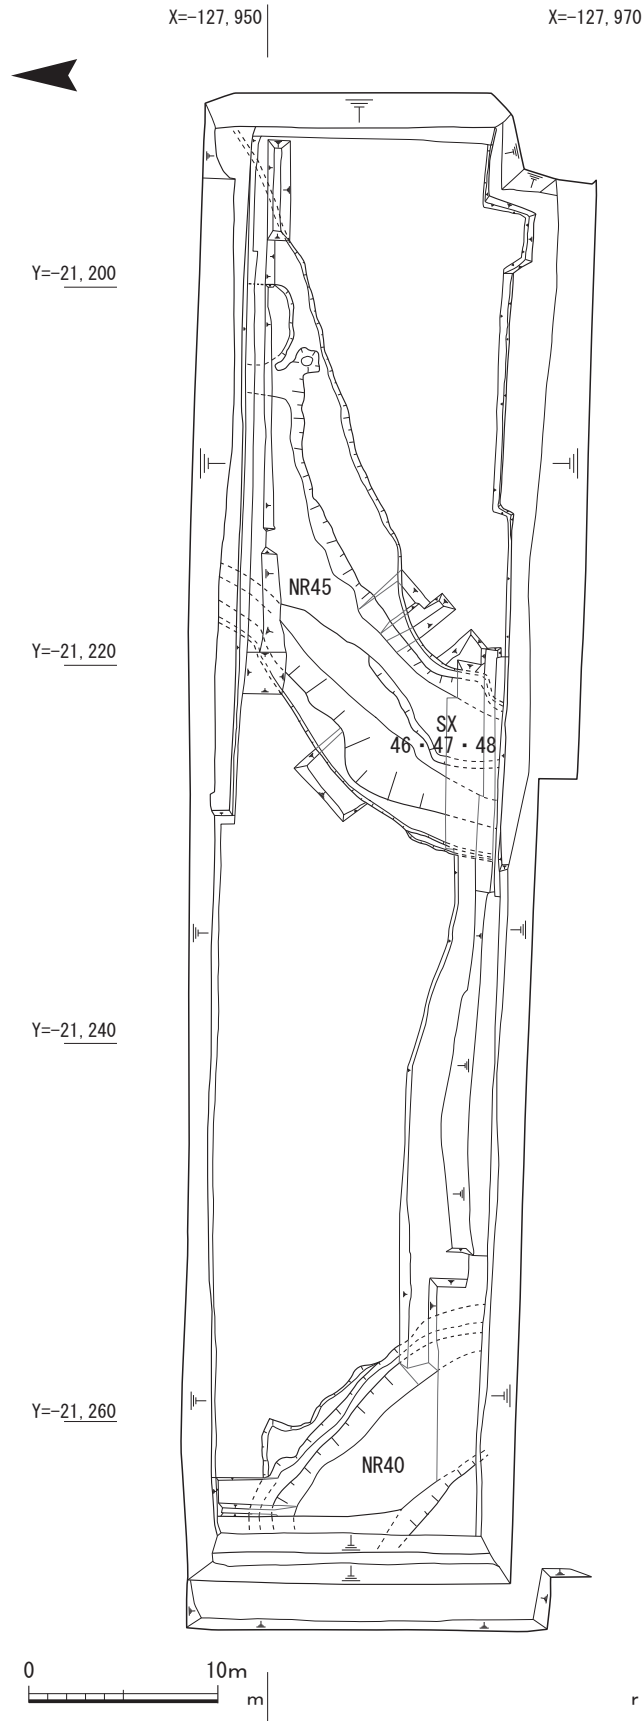 X=-127,950 X=-127,970
Y=-21,200
NR45
Y=-21,220
SX
46・47・48
Y=-21,240
Y=-21,260
NR40
0 10m
m r